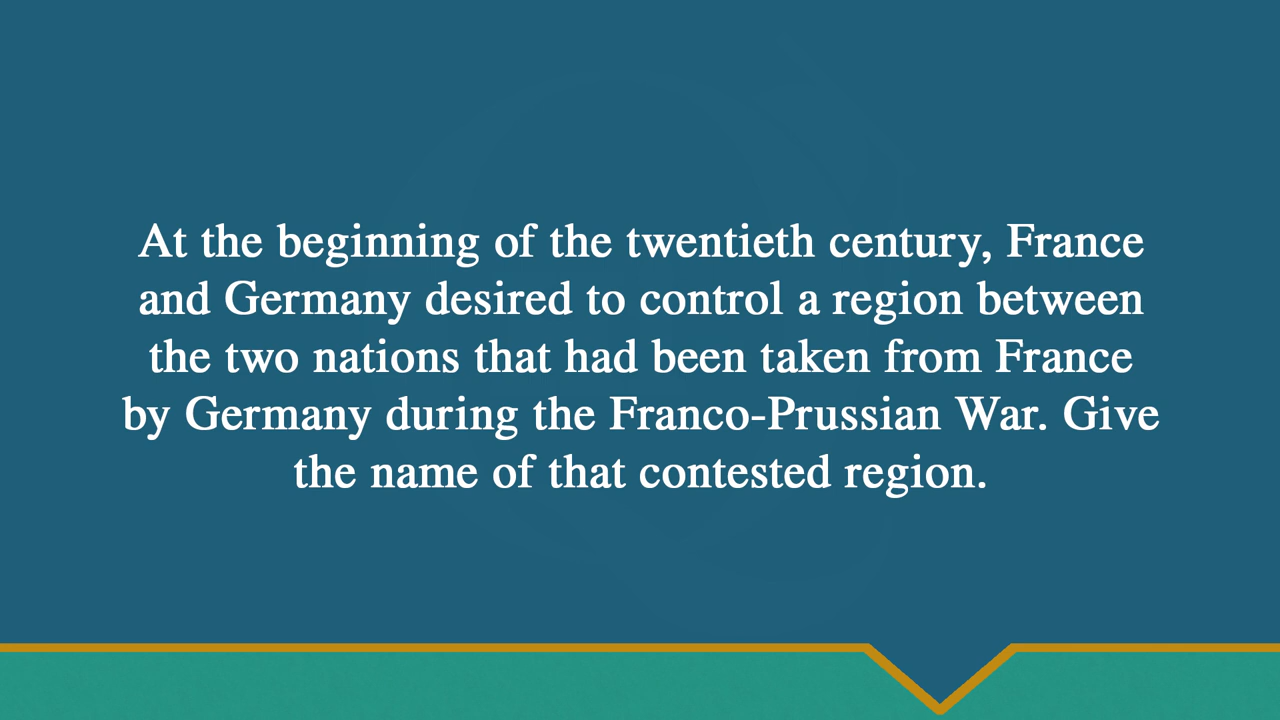 At the beginning of the twentieth century, France
and Germany desired to control a region between
the two nations that had been taken from France
by Germany during the Franco-Prussian War. Give
the name of that contested region.